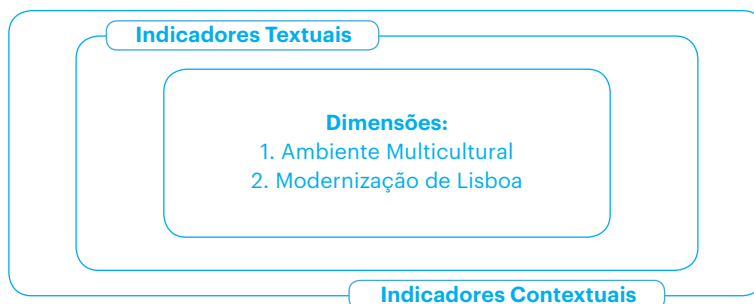 Indicadores Textuais
Dimensões:
1. Ambiente Multicultural
2. Modernização de Lisboa
Indicadores Contextuais